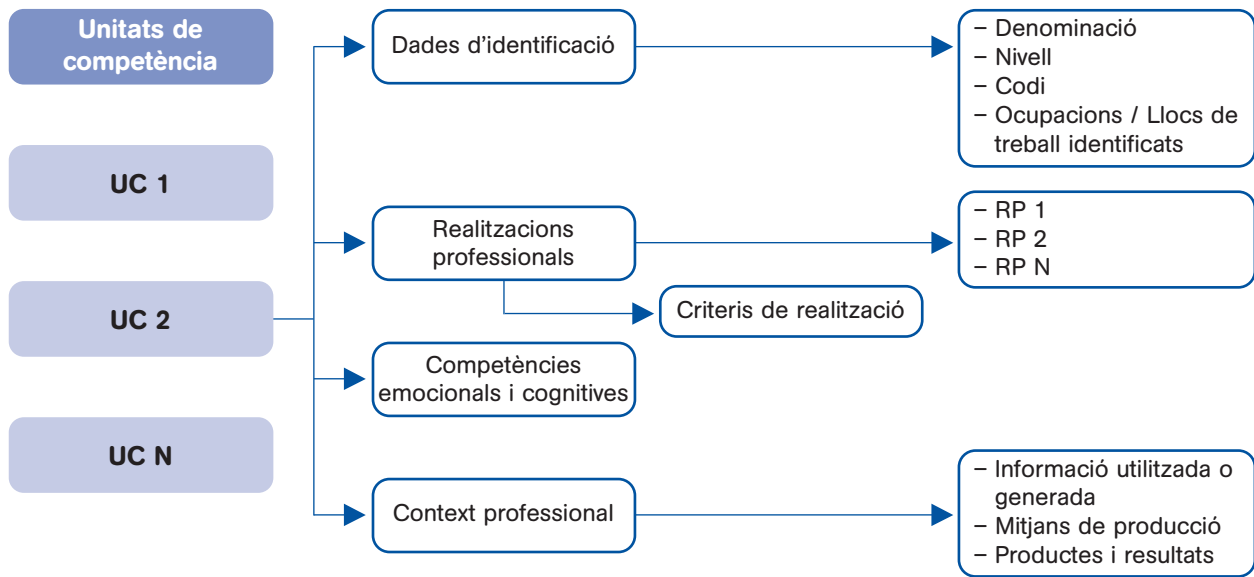 Unitats de
competència
UC 1
UC 2
UC N
Dades d’identificació
– Denominació
– Nivell
– Codi
– Ocupacions / Llocs de
treball identificats
Realitzacions
professionals
– RP 1
– RP 2
– RP N
Criteris de realització
Competències
emocionals i cognitives
Context professional
– Informació utilitzada o
generada
– Mitjans de producció
– Productes i resultats